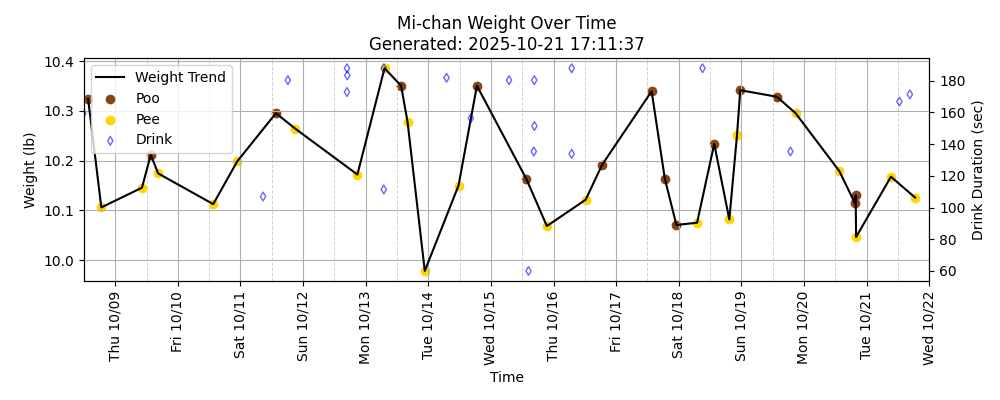 Mi-chan Weight Over Time
Generated: 2025-10-21 17:11:37
Weight (lb)
10.4
10.3
10.2
10.1
10.0
Weight Trend
Poo
Pee
Drink
180
160
140
120
100
80
60
Drink Duration (sec)
Thu 10/09
Fri 10/10
Sat 10/11
Sun 10/12
Mon 10/13
Tue 10/14
Wed 10/15
Thu 10/16
Fri 10/17
Sat 10/18
Sun 10/19
Mon 10/20
Tue 10/21
Wed 10/22
Time